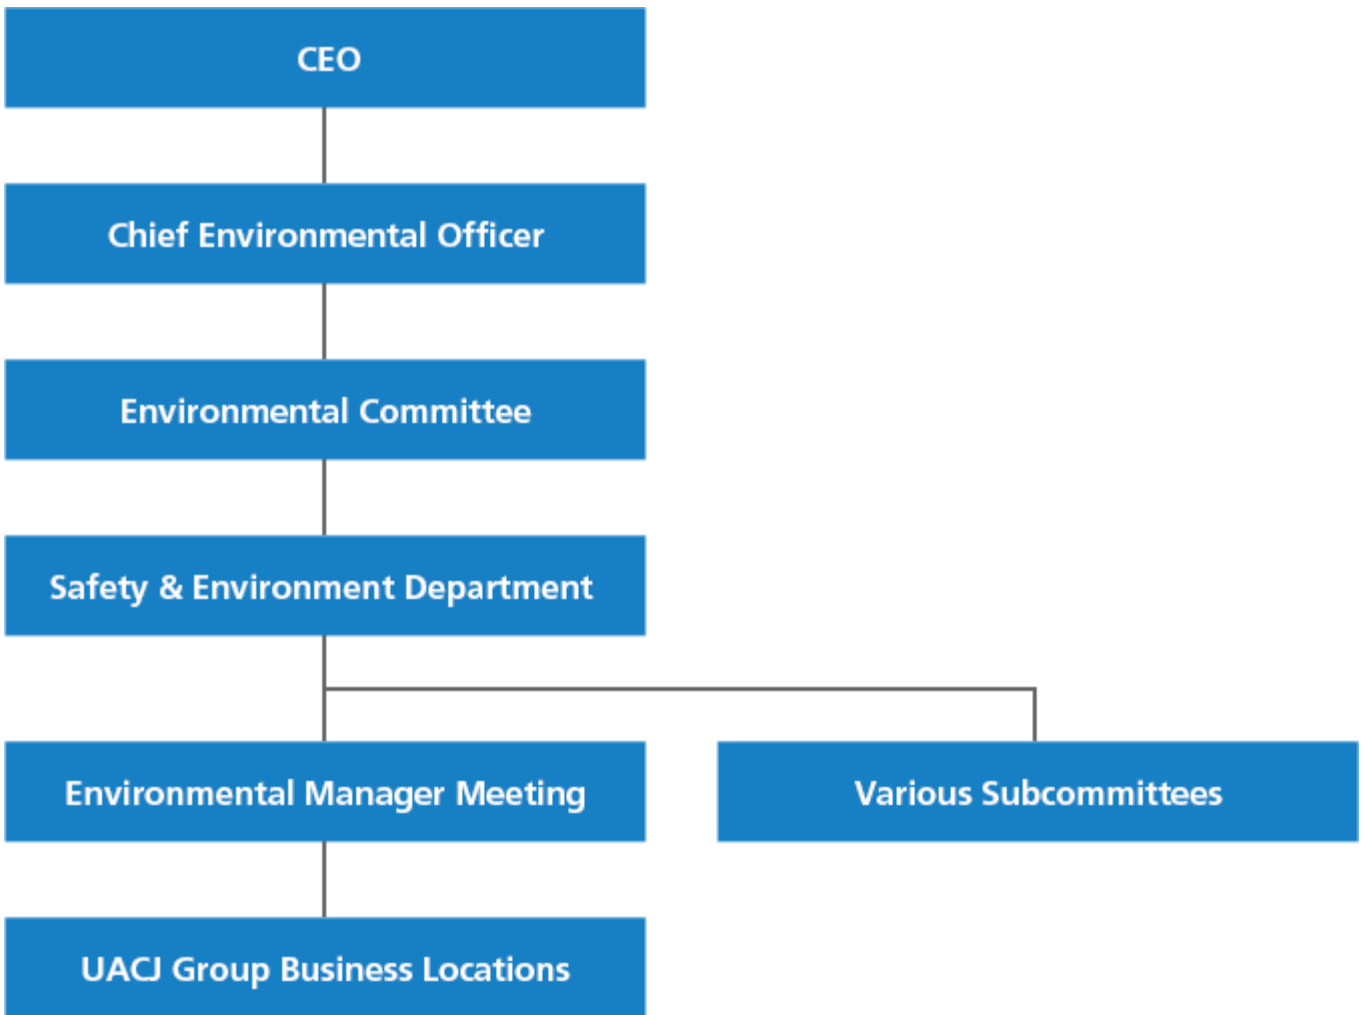 CEO
Chief Environmental Officer
Environmental Committee
Safety & Environment Department
Environmental Manager Meeting
Various Subcommittees
UACJ Group Business Locations